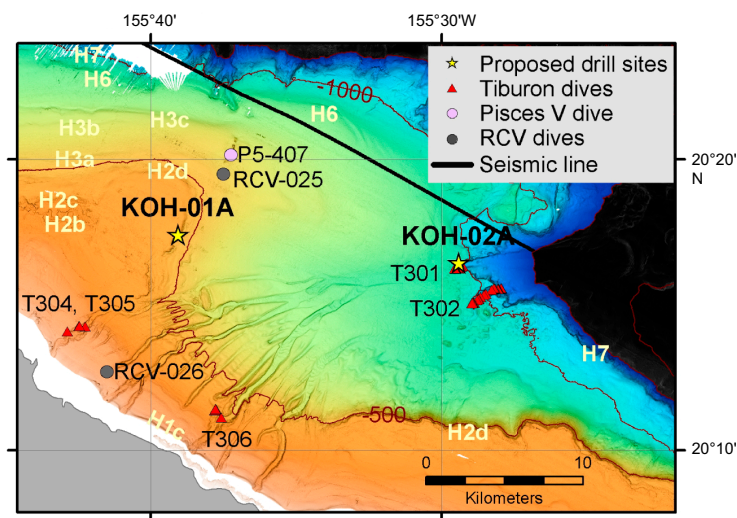 155°40'
155°30'
H7
H6
-1000
H6
Proposed drill sites
Tiburon dives
Pisces V dive
RCV dives
Seismic line
H3b
H3c
H3a
H2d
P5-407
RCV-025
20°20'
N
H2c
H2b
KOH-01A
KOH-02A
T301
T302
T304, T305
RCV-026
H7
H1c
T306
-500
H2d
20°10'
0
10
Kilometers